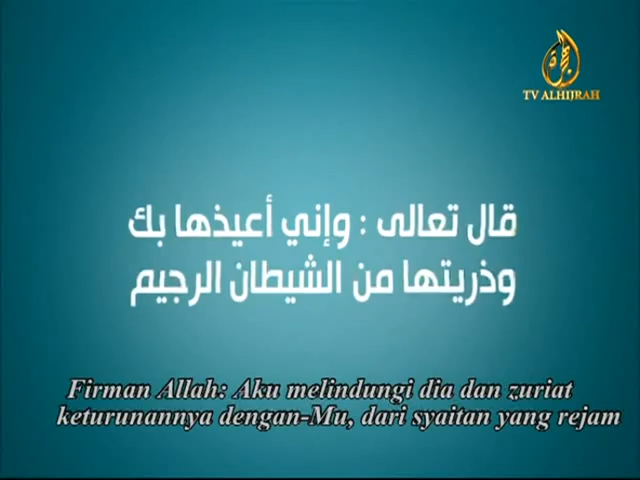 TV ALHIJRAH
قال تعالى : وإني أعيذها بك
وذريتها من الشيطان الرجيم
Firman Allah: Aku melindungi dia dan zuriat
keturunannya dengan-Mu, dari syaitan yang rejam